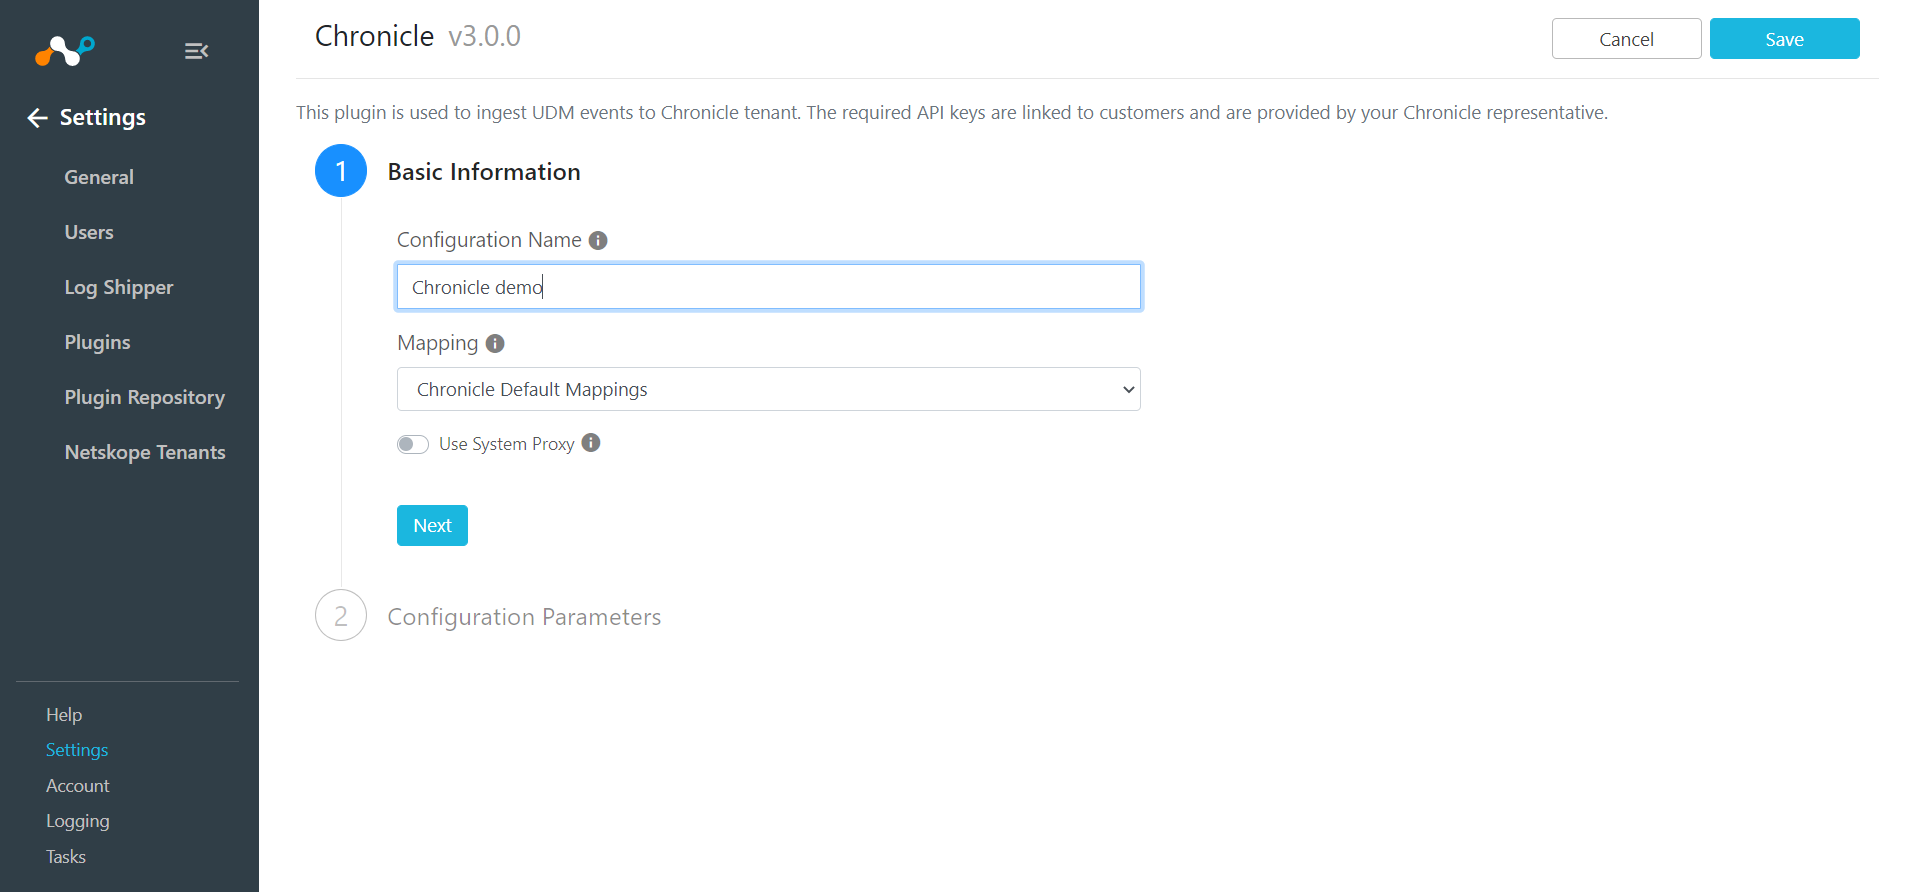 Settings
General
Users
Log Shipper
Plugins
Plugin Repository
Netskope Tenants
Help
Settings
Account
Logging
Tasks
Chronicle v3.0.0
Cancel
Save
This plugin is used to ingest UDM events to Chronicle tenant. The required API keys are linked to customers and are provided by your Chronicle representative.
1 Basic Information
Configuration Name
Chronicle demo
Mapping
Chronicle Default Mappings
Use System Proxy
Next
2 Configuration Parameters